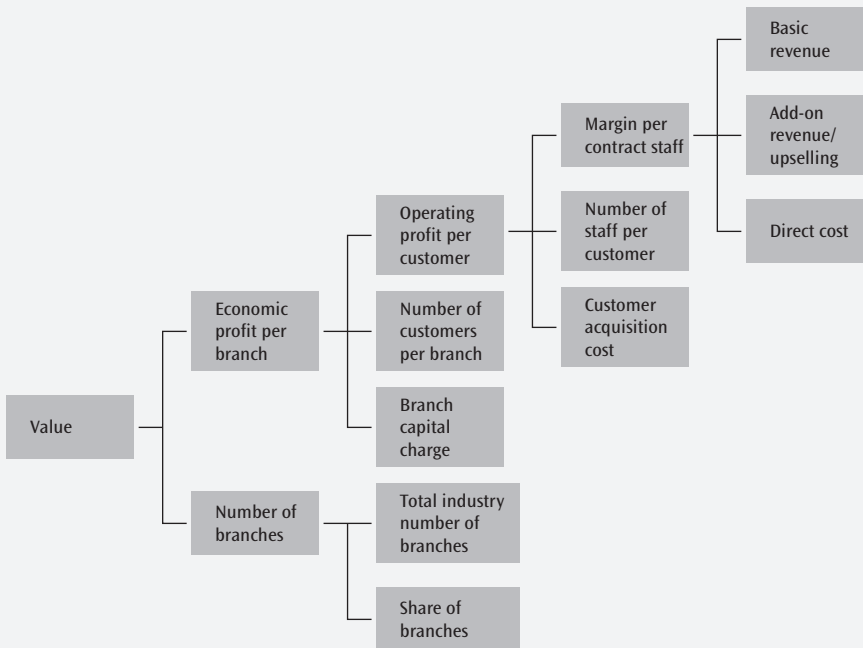 Basic
revenue
Add-on
revenue/
upselling
Direct cost
Margin per
contract staff
Number of
staff per
customer
Customer
acquisition
cost
Operating
profit per
customer
Number of
customers
per branch
Branch
capital
charge
Economic
profit per
branch
Value
Number of
branches
Total industry
number of
branches
Share of
branches